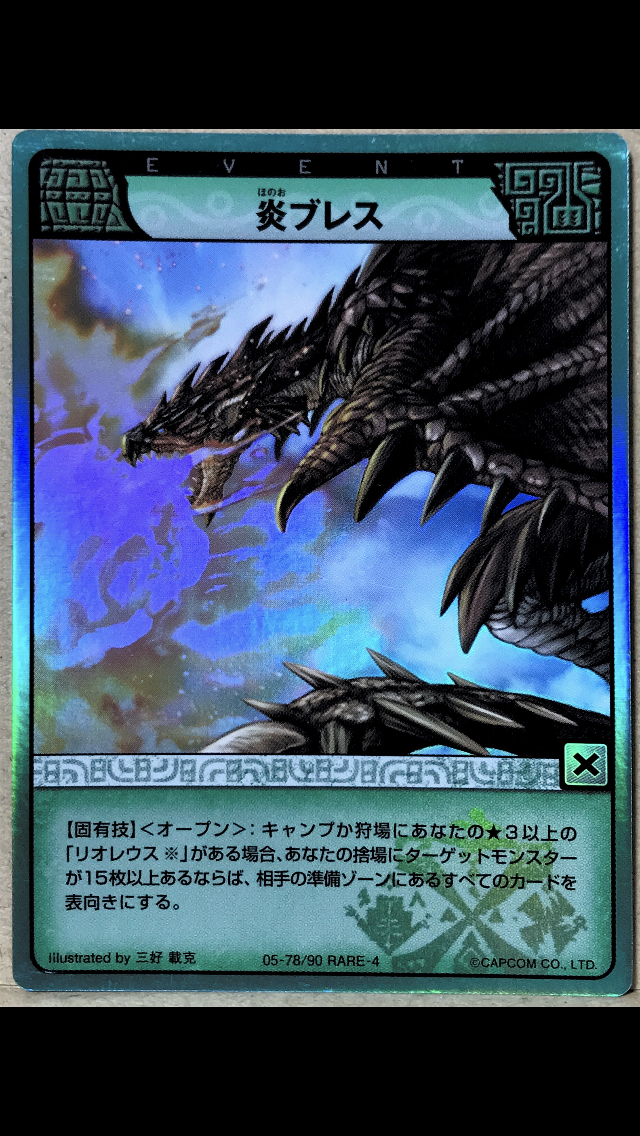 EVENT
ほのお
炎ブレス
【固有技】＜オープン＞：キャンプか狩場にあなたの★３以上の
「リオレウス※」がある場合、あなたの捨場にターゲットモンスター
が１５枚以上あるならば、相手の準備ゾーンにあるすべてのカードを
表向きにする。
Iiiustrated by 三好 載克 05-78/90 RARE-4 ©CAPCOM CO., LTD.